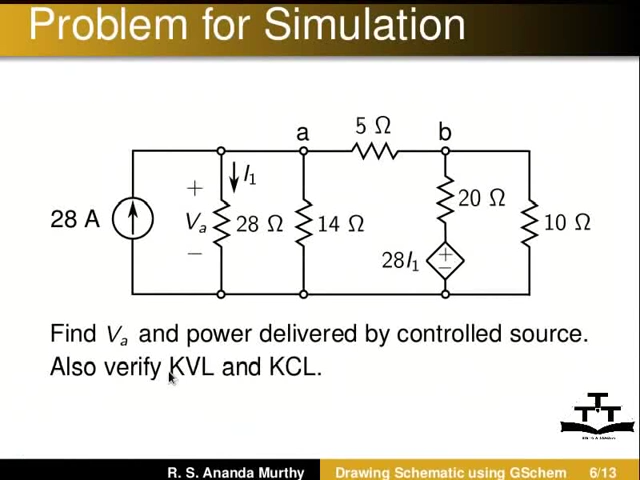 Problem for Simulation
a
5 Ω
b
I1
+
28 A
Va
28 Ω
14 Ω
20 Ω
10 Ω
−
28I1
+
−
Find Va and power delivered by controlled source.
Also verify KVL and KCL.
TTT
R. S. Ananda Murthy
Drawing Schematic using GSchem
6/13